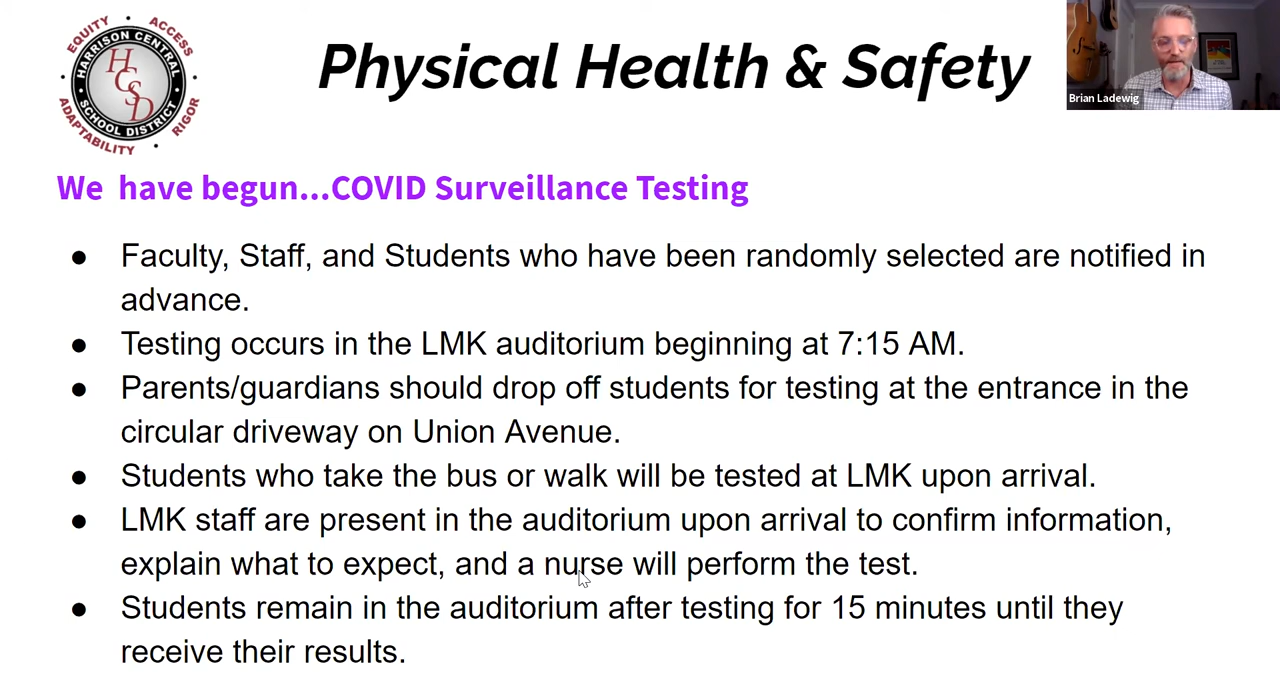 EQUITY
ACCESS
HARRISON CENTRAL
HCSD
SCHOOL DISTRICT
ADAPTABILITY
RIGOR
Physical Health & Safety
Brian Ladewig
We have begun...COVID Surveillance Testing
● Faculty, Staff, and Students who have been randomly selected are notified in
advance.
● Testing occurs in the LMK auditorium beginning at 7:15 AM.
● Parents/guardians should drop off students for testing at the entrance in the
circular driveway on Union Avenue.
● Students who take the bus or walk will be tested at LMK upon arrival.
● LMK staff are present in the auditorium upon arrival to confirm information,
explain what to expect, and a nurse will perform the test.
● Students remain in the auditorium after testing for 15 minutes until they
receive their results.